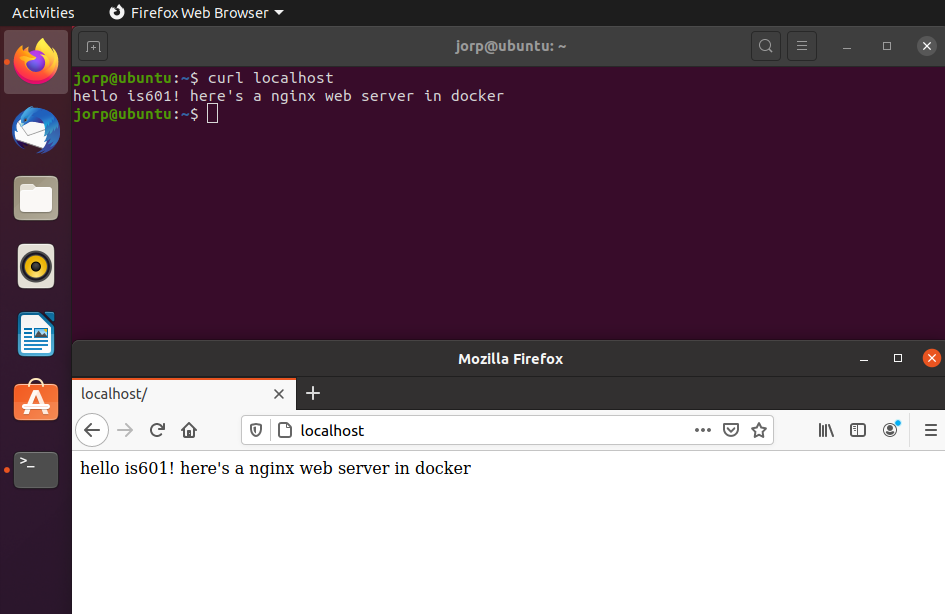 Activities Firefox Web Browser
jorp@ubuntu: ~
jorp@ubuntu:~$ curl localhost
hello is601! here's a nginx web server in docker
jorp@ubuntu:~$
Mozilla Firefox
localhost/
localhost
hello is601! here's a nginx web server in docker
>_